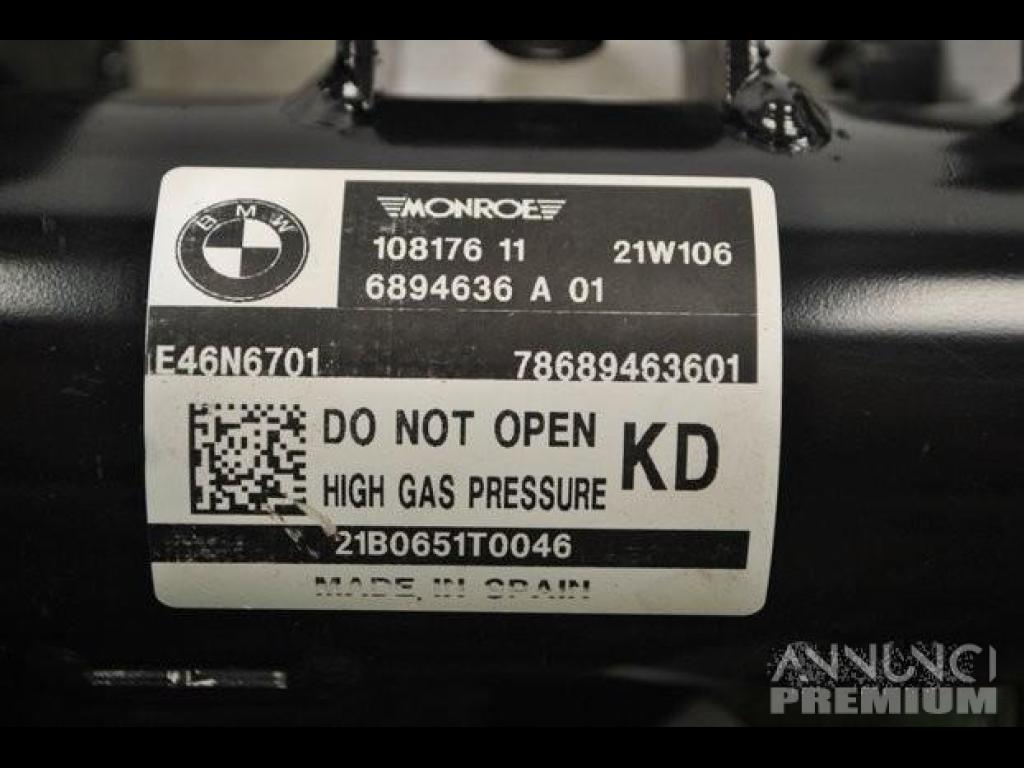 BMW
MONROE
108176 11 21W106
6894636 A 01
E46N6701 78689463601
DO NOT OPEN
HIGH GAS PRESSURE
KD
21B0651T0046
MADE IN SPAIN
ANNUNCI
PREMIUM